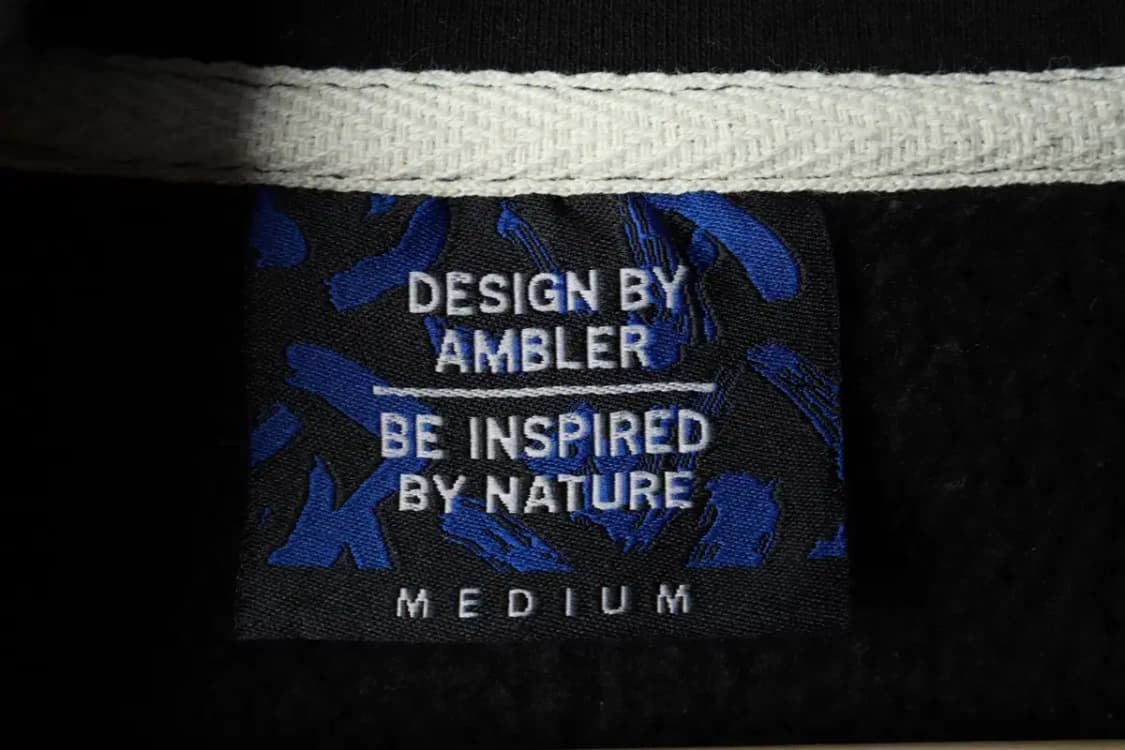 DESIGN BY
AMBLER
BE INSPIRED
BY NATURE
MEDIUM